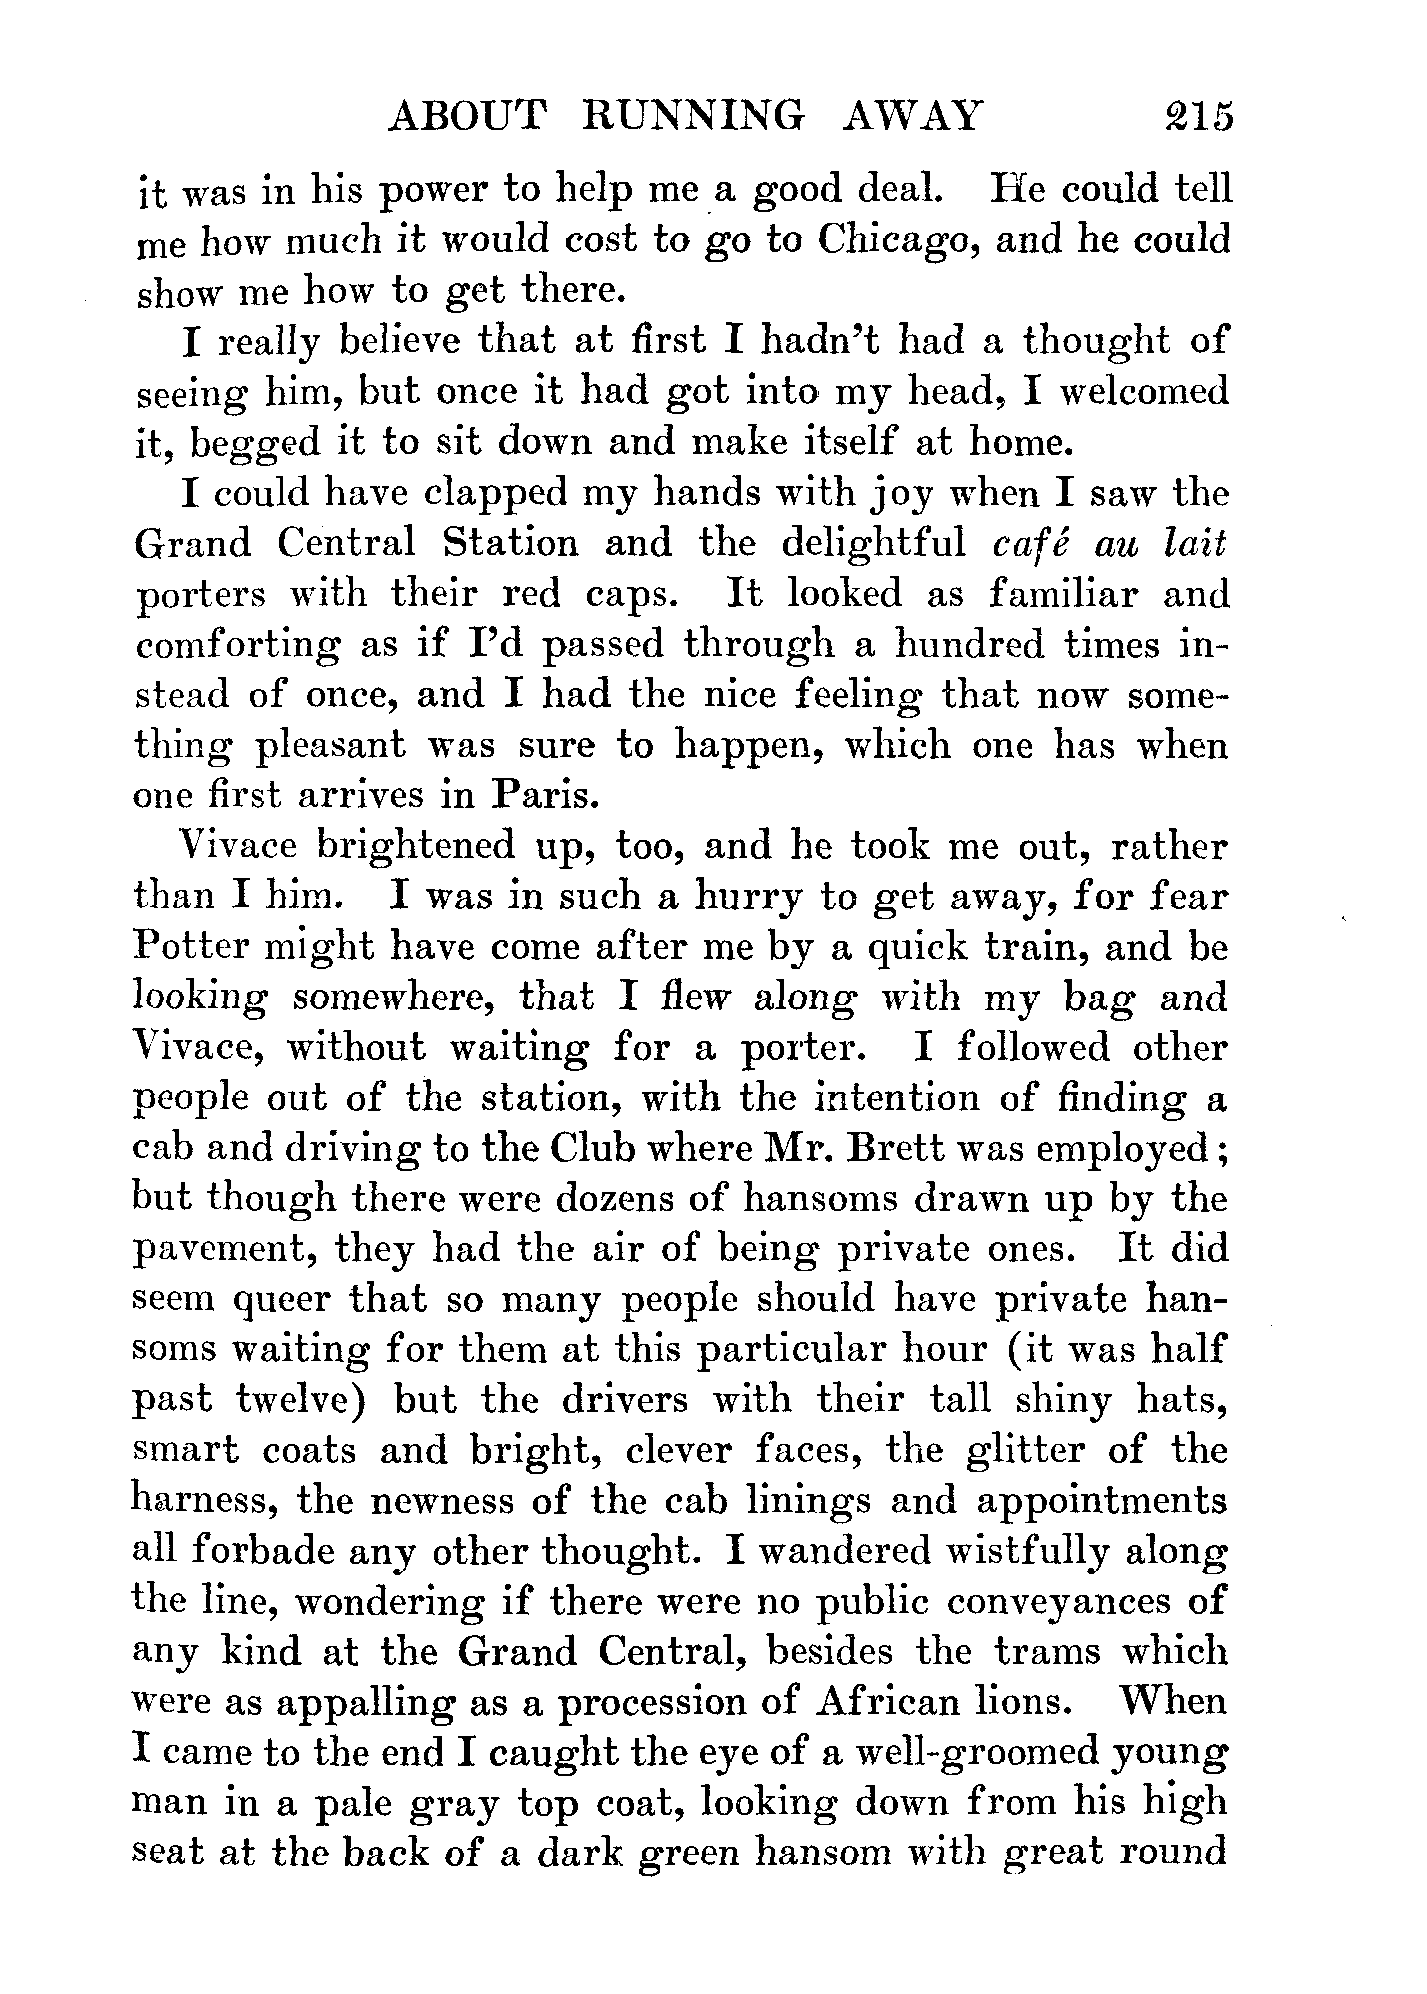 ABOUT RUNNING AWAY 215
it was in his power to help me a good deal. He could tell
me how much it would cost to go to Chicago, and he could
show me how to get there.
I really believe that at first I hadn't had a thought of
seeing him, but once it had got into my head, I welcomed
it, begged it to sit down and make itself at home.
I could have clapped my hands with joy when I saw the
Grand Central Station and the delightful café au lait
porters with their red caps. It looked as familiar and
comforting as if I'd passed through a hundred times in-
stead of once, and I had the nice feeling that now some-
thing pleasant was sure to happen, which one has when
one first arrives in Paris.
Vivace brightened up, too, and he took me out, rather
than I him. I was in such a hurry to get away, for fear
Potter might have come after me by a quick train, and be
looking somewhere, that I flew along with my bag and
Vivace, without waiting for a porter. I followed other
people out of the station, with the intention of finding a
cab and driving to the Club where Mr. Brett was employed;
but though there were dozens of hansoms drawn up by the
pavement, they had the air of being private ones. It did
seem queer that so many people should have private han-
soms waiting for them at this particular hour (it was half
past twelve) but the drivers with their tall shiny hats,
smart coats and bright, clever faces, the glitter of the
harness, the newness of the cab linings and appointments
all forbade any other thought. I wandered wistfully along
the line, wondering if there were no public conveyances of
any kind at the Grand Central, besides the trams which
were as appalling as a procession of African lions. When
I came to the end I caught the eye of a well-groomed young
man in a pale gray top coat, looking down from his high
seat at the back of a dark green hansom with great round